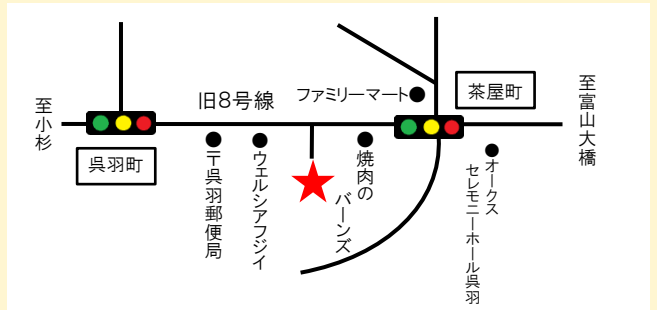 至小杉
呉羽町
旧8号線
〒呉羽郵便局
ウェルシアフジイ
焼肉の
バーンズ
ファミリーマート
茶屋町
オークス
セレモニーホール呉羽
至富山大橋